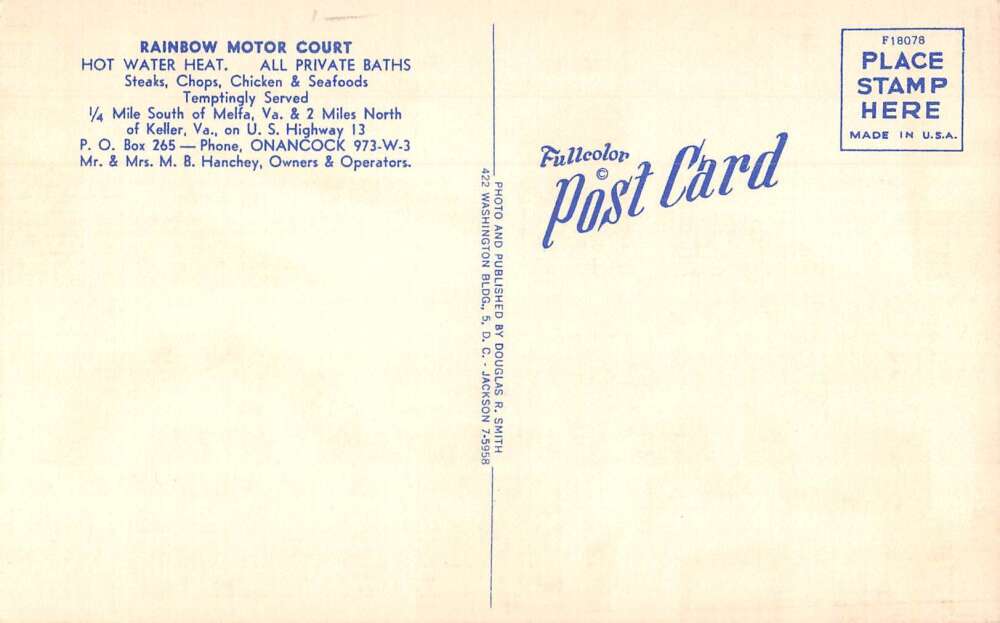 RAINBOW MOTOR COURT
HOT WATER HEAT. ALL PRIVATE BATHS
Steaks, Chops, Chicken & Seafoods
Temptingly Served
1/4 Mile South of Melfa, Va. & 2 Miles North
of Keller, Va., on U. S. Highway 13
P. O. Box 265 — Phone, ONANCOCK 973-W-3
Mr. & Mrs. M. B. Hanchey, Owners & Operators.
PHOTO AND PUBLISHED BY DOUGLAS R. SMITH
422 WASHINGTON BLDG., 5, D. C. - JACKSON 7-5958
Fullcolor
©
Post Card
F18078
PLACE
STAMP
HERE
MADE IN U.S.A.